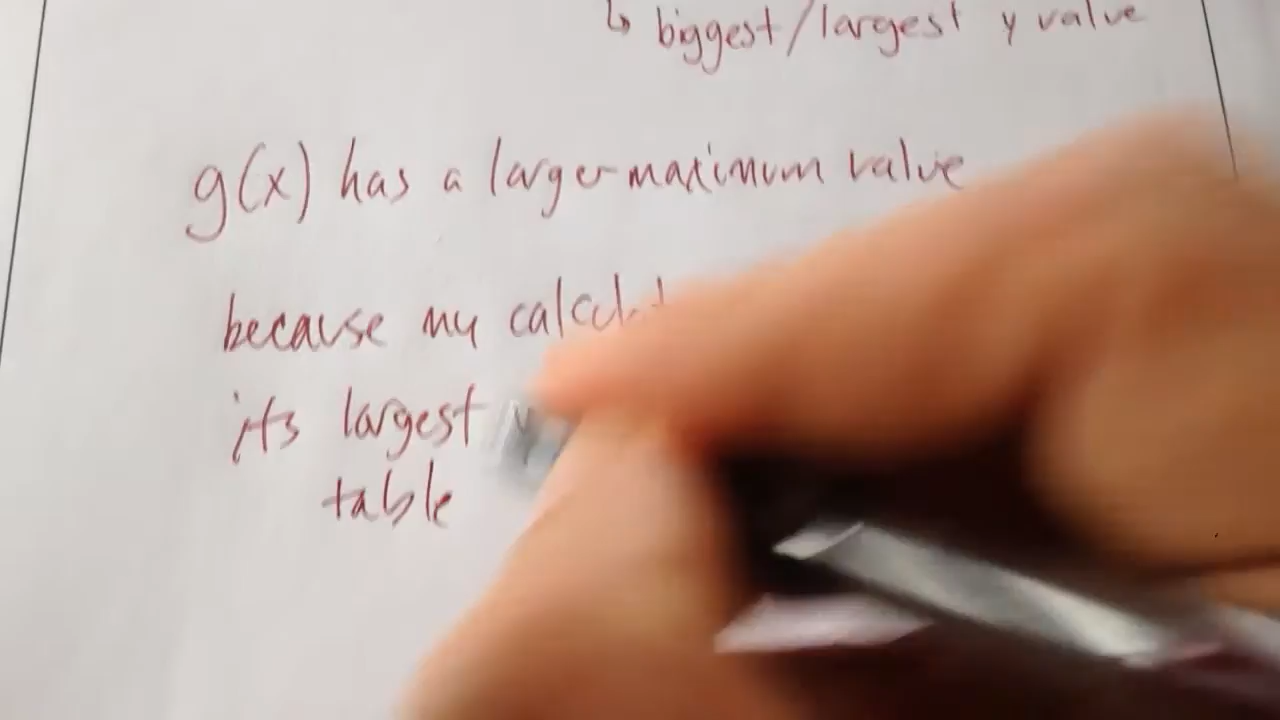 ↳ biggest/largest y value
g(x) has a larger maximum value
because my
its largest
table